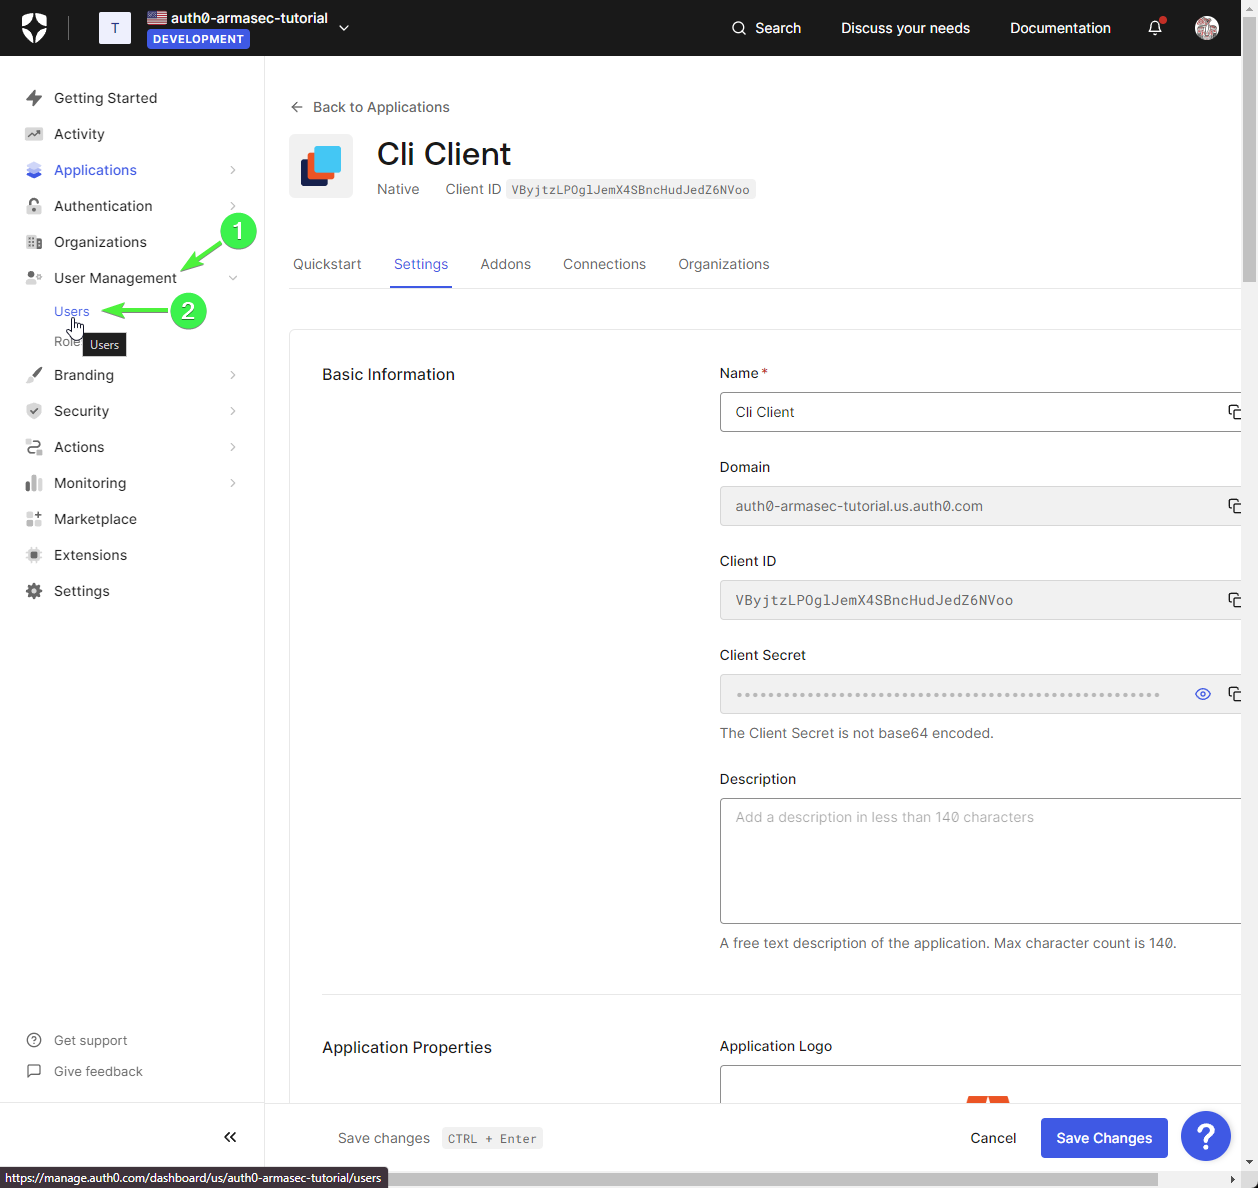 T
auth0-armasec-tutorial
DEVELOPMENT
Search
Discuss your needs
Documentation
Getting Started
Activity
Applications
Authentication
Organizations
User Management
1
Users
2
Role
Users
Branding
Security
Actions
Monitoring
Marketplace
Extensions
Settings
Get support
Give feedback
Back to Applications
Cli Client
Native
Client ID VByjtzLPOglJemX4SBncHudJedZ6NVoo
Quickstart
Settings
Addons
Connections
Organizations
Basic Information
Name*
Cli Client
Domain
auth0-armasec-tutorial.us.auth0.com
Client ID
VByjtzLPOglJemX4SBncHudJedZ6NVoo
Client Secret
The Client Secret is not base64 encoded.
Description
Add a description in less than 140 characters
A free text description of the application. Max character count is 140.
Application Properties
Application Logo
Save changes CTRL + Enter
Cancel
Save Changes
?
https://manage.auth0.com/dashboard/us/auth0-armasec-tutorial/users